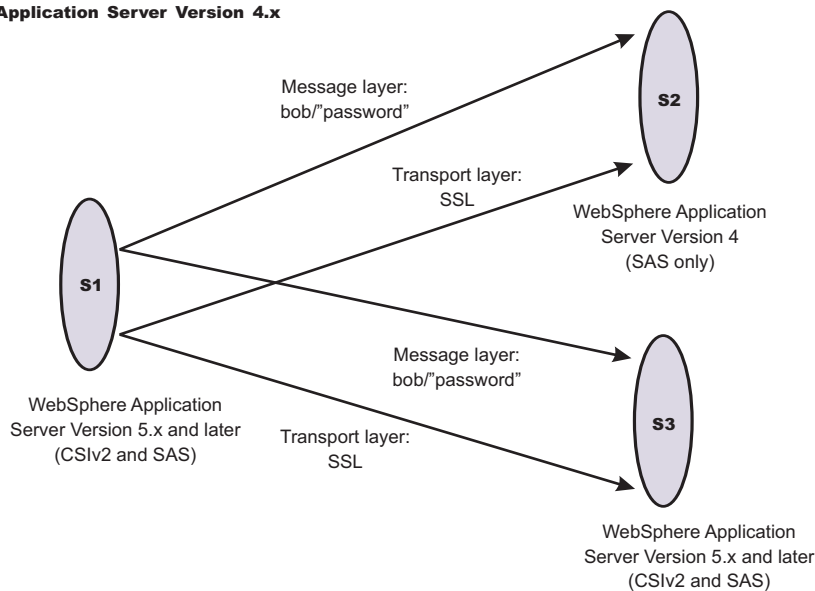 Application Server Version 4.x
Message layer:
bob/”password”
S2
Transport layer:
SSL
WebSphere Application
Server Version 4
(SAS only)
S1
Message layer:
bob/”password”
WebSphere Application
Server Version 5.x and later
(CSIv2 and SAS)
Transport layer:
SSL
S3
WebSphere Application
Server Version 5.x and later
(CSIv2 and SAS)